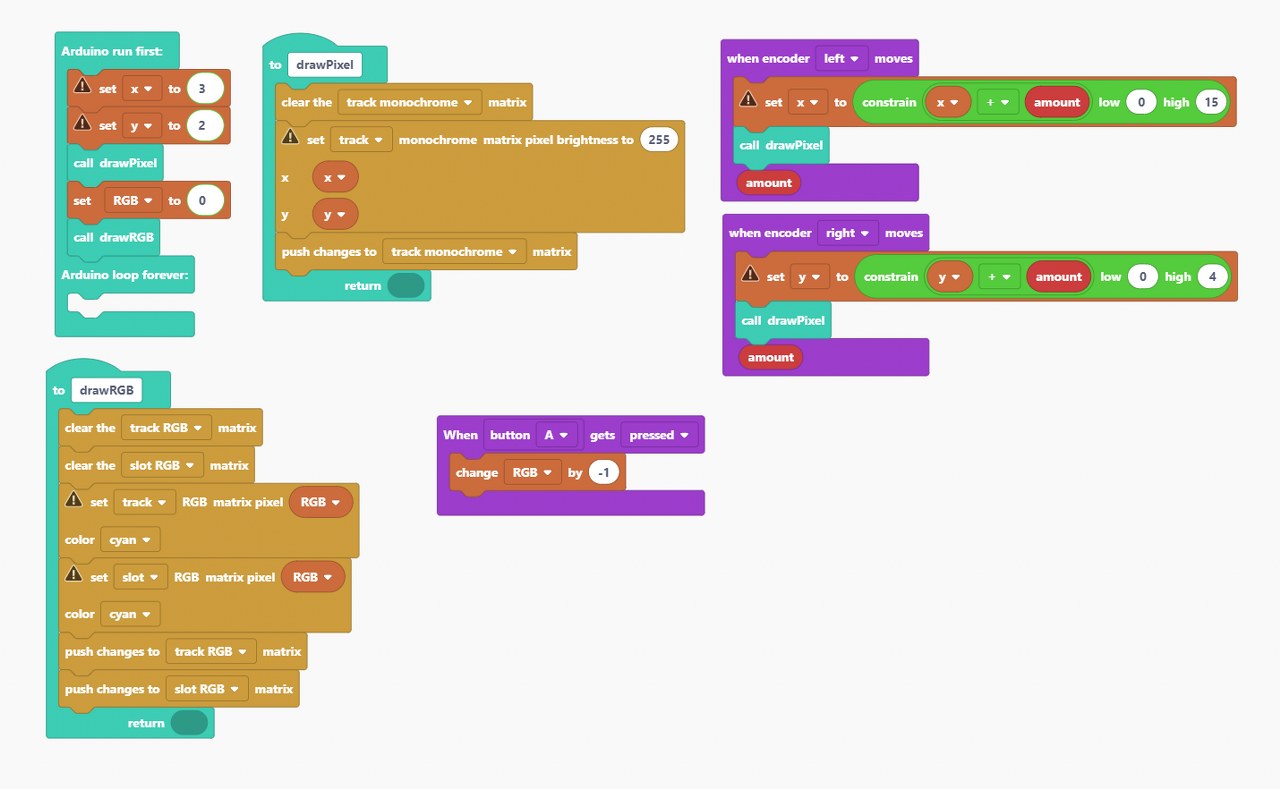 Arduino run first:
set x to 3
set y to 2
call drawPixel
set RGB to 0
call drawRGB
Arduino loop forever:
to drawPixel
clear the track monochrome matrix
set track monochrome matrix pixel brightness to 255
x x
y y
push changes to track monochrome matrix
return
when encoder left moves
set x to constrain x + amount low 0 high 15
call drawPixel
amount
when encoder right moves
set y to constrain y + amount low 0 high 4
call drawPixel
amount
to drawRGB
clear the track RGB matrix
clear the slot RGB matrix
set track RGB matrix pixel RGB
color cyan
set slot RGB matrix pixel RGB
color cyan
push changes to track RGB matrix
push changes to slot RGB matrix
return
When button A gets pressed
change RGB by -1